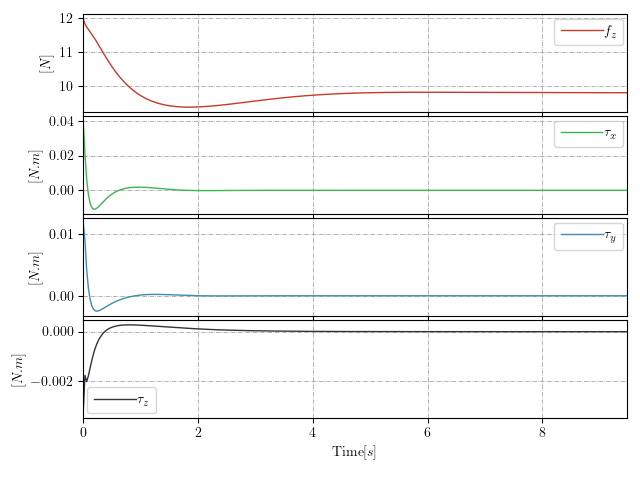 12
11
10
[N]
f_z
0.04
0.02
0.00
[N.m]
τ_x
0.01
0.00
[N.m]
τ_y
0.000
−0.002
[N.m]
τ_z
0 2 4 6 8
Time[s]